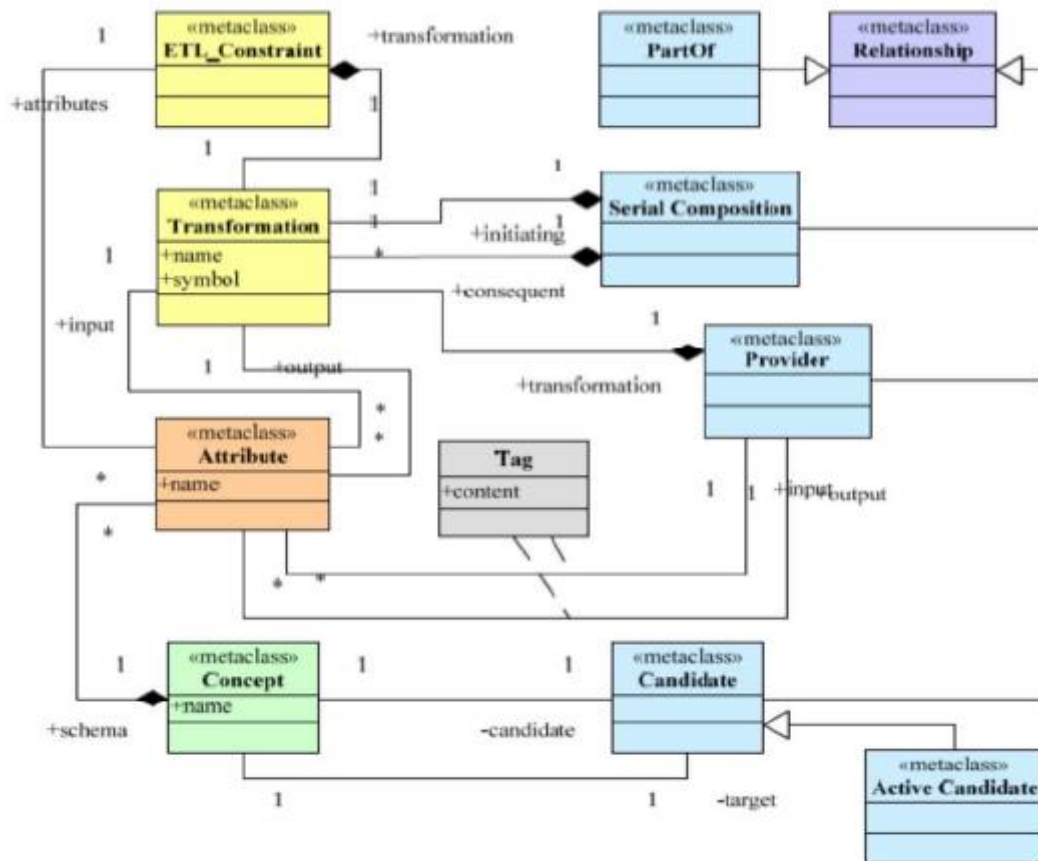 1
«metaclass»
ETL_Constraint
+transformation
«metaclass»
PartOf
«metaclass»
Relationship
+attributes
1
1
1
«metaclass»
Transformation
+name
+symbol
1
1
1
1
*
+initiating
+consequent
«metaclass»
Serial Composition
1
+input
1
+output
1
+transformation
«metaclass»
Provider
*
*
«metaclass»
Attribute
+name
*
*
Tag
+content
1
1
+input
+output
*
*
1
«metaclass»
Concept
+name
1
1
«metaclass»
Candidate
+schema
-candidate
1
1
-target
«metaclass»
Active Candidate